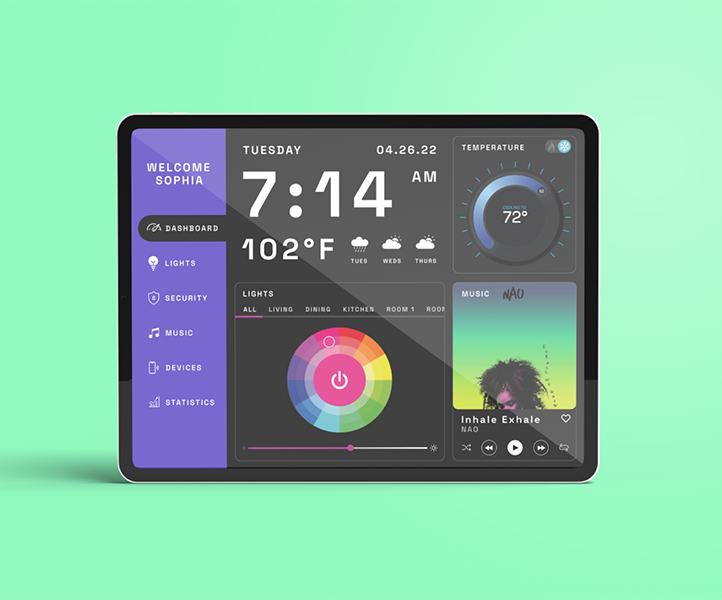 WELCOME
SOPHIA
DASHBOARD
LIGHTS
SECURITY
MUSIC
DEVICES
STATISTICS
TUESDAY
04.26.22
7:14 AM
102°F
TUES WEDS THURS
TEMPERATURE
COOLING TO
72°
LIGHTS
ALL LIVING DINING KITCHEN ROOM 1 ROOM
MUSIC
NAO
Inhale Exhale
NAO